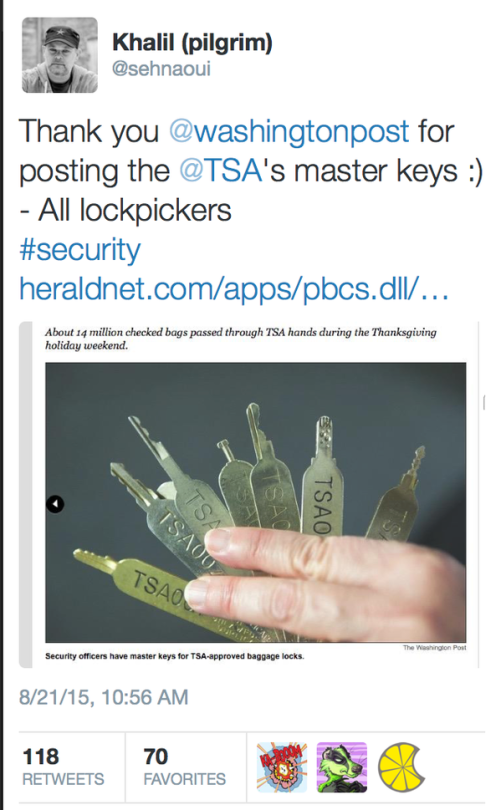 Khalil (pilgrim)
@sehnaoui
Thank you @washingtonpost for
posting the @TSA's master keys :)
- All lockpickers
#security
heraldnet.com/apps/pbcs.dll/…
About 14 million checked bags passed through TSA hands during the Thanksgiving
holiday weekend.
TSA00
TSA
TSA0
TSA0
TSA0
The Washington Post
Security officers have master keys for TSA-approved baggage locks.
8/21/15, 10:56 AM
118
RETWEETS
70
FAVORITES